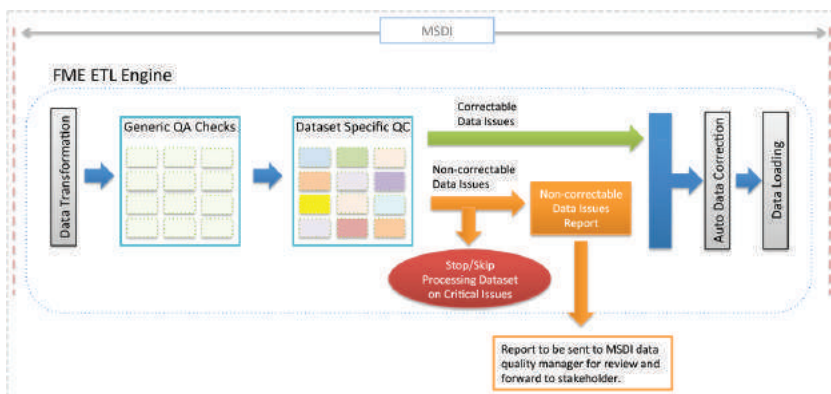 MSDI
FME ETL Engine
Data Transformation
Generic QA Checks
Dataset Specific QC
Correctable
Data Issues
Non-correctable
Data Issues
Non-correctable
Data Issues
Report
Stop/Skip
Processing Dataset
on Critical Issues
Auto Data Correction
Data Loading
Report to be sent to MSDI data
quality manager for review and
forward to stakeholder.